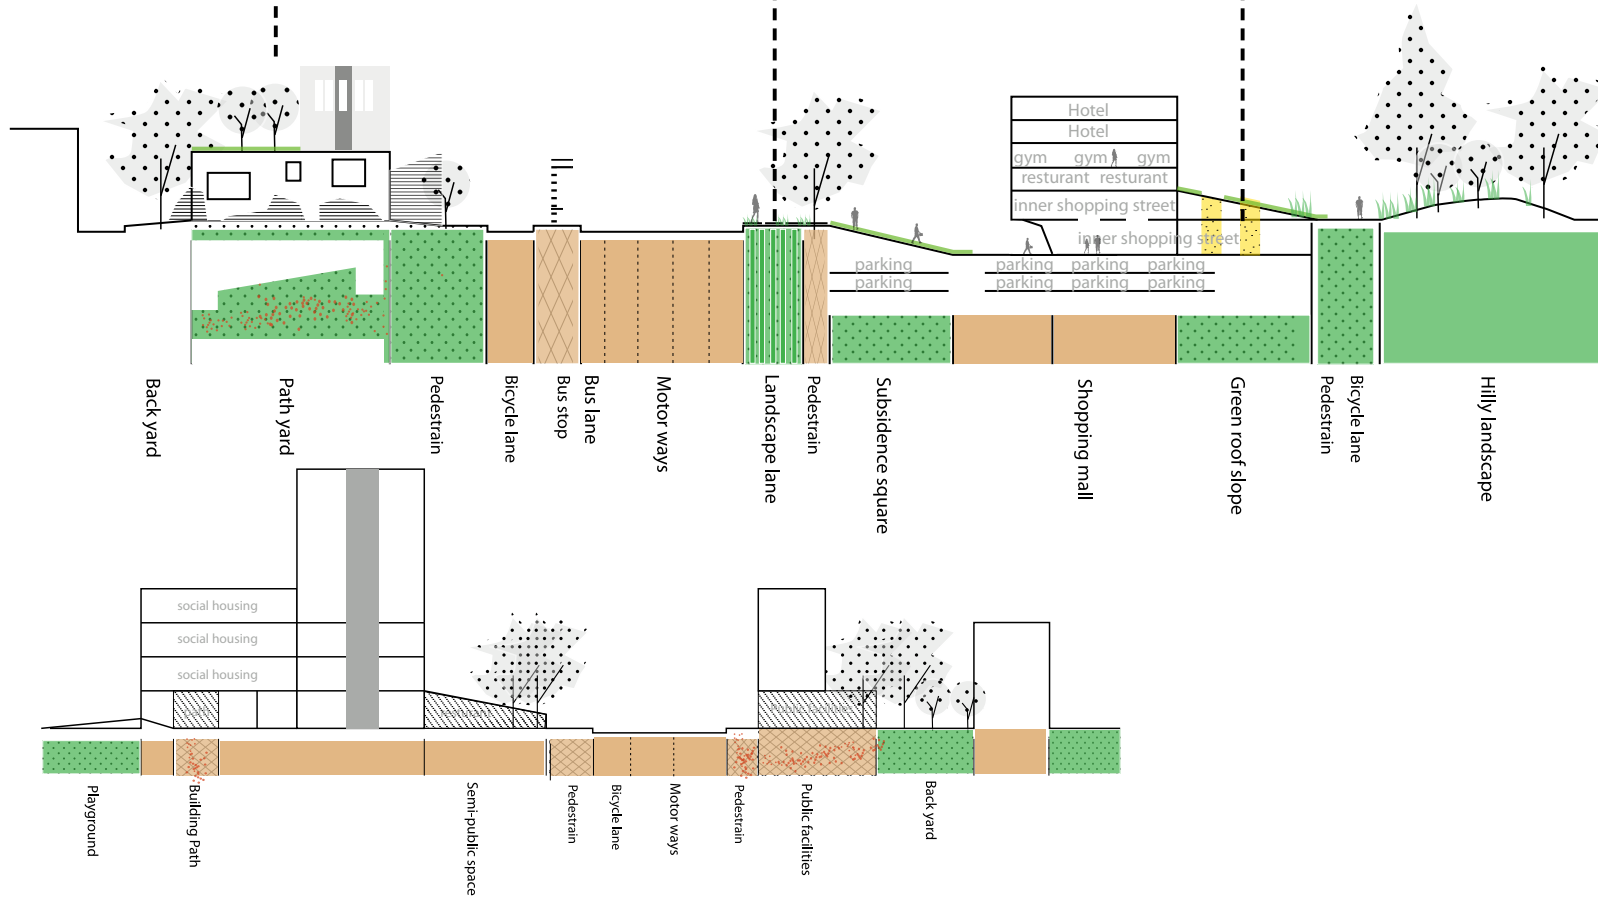 Hotel
Hotel
gym gym gym
resturant resturant
inner shopping street
inner shopping street
parking parking parking parking
parking parking parking parking
Back yard
Path yard
Pedestrain
Bicycle lane
Bus stop
Bus lane
Motor ways
Landscape lane
Pedestrain
Subsidence square
Shopping mall
Green roof slope
Pedestrain
Bicycle lane
Hilly landscape
social housing
social housing
social housing
path
Public facilities
Playground
Building Path
Semi-public space
Pedestrain
Bicycle lane
Motor ways
Pedestrain
Public facilities
Back yard